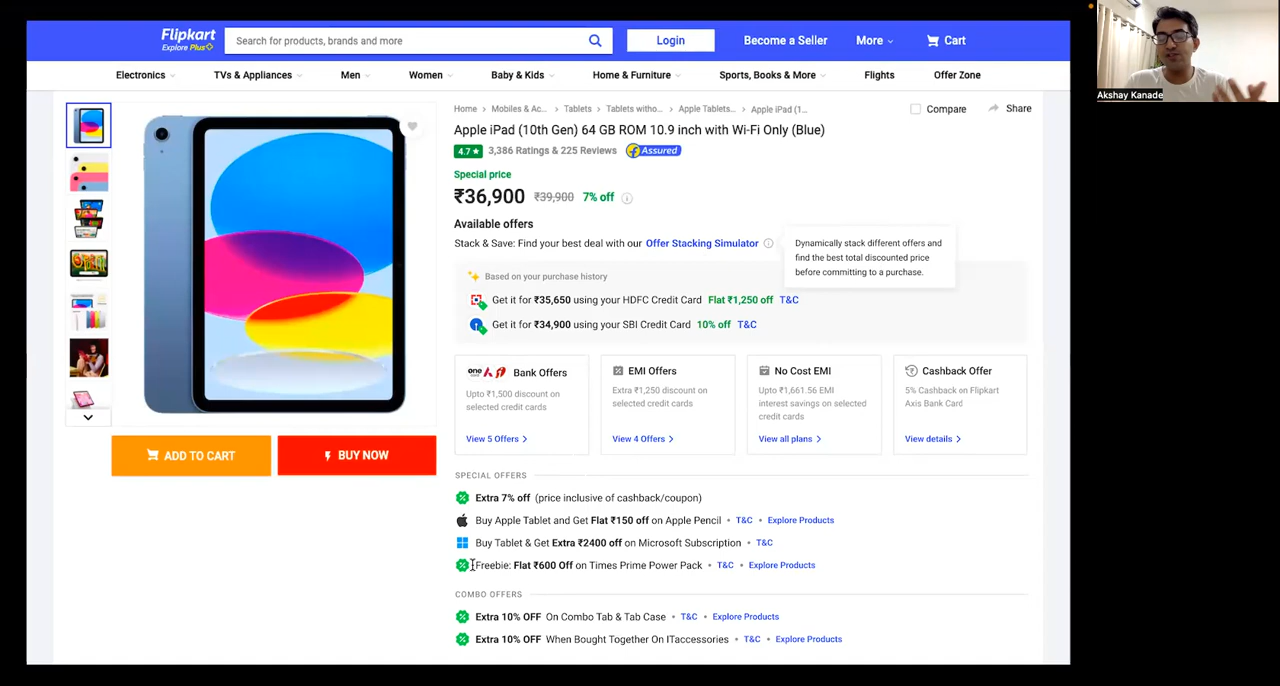 Flipkart
Explore Plus
Search for products, brands and more
Login
Become a Seller
More
Cart
Electronics
TVs & Appliances
Men
Women
Baby & Kids
Home & Furniture
Sports, Books & More
Flights
Offer Zone
Akshay Kanade
Home > Mobiles & Ac... > Tablets > Tablets witho... > Apple Tablets... > Apple iPad (1...
Compare
Share
Apple iPad (10th Gen) 64 GB ROM 10.9 inch with Wi-Fi Only (Blue)
4.7 ★ 3,386 Ratings & 225 Reviews Assured
Special price
₹36,900 ₹39,900 7% off
Available offers
Stack & Save: Find your best deal with our Offer Stacking Simulator
Dynamically stack different offers and
find the best total discounted price
before committing to a purchase.
Based on your purchase history
Get it for ₹35,650 using your HDFC Credit Card Flat ₹1,250 off T&C
Get it for ₹34,900 using your SBI Credit Card 10% off T&C
one Bank Offers
Upto ₹1,500 discount on
selected credit cards
View 5 Offers >
EMI Offers
Extra ₹1,250 discount on
selected credit cards
View 4 Offers >
No Cost EMI
Upto ₹1,661.56 EMI
interest savings on selected
credit cards
View all plans >
Cashback Offer
5% Cashback on Flipkart
Axis Bank Card
View details >
ADD TO CART
BUY NOW
SPECIAL OFFERS
Extra 7% off (price inclusive of cashback/coupon)
Buy Apple Tablet and Get Flat ₹150 off on Apple Pencil • T&C • Explore Products
Buy Tablet & Get Extra ₹2400 off on Microsoft Subscription • T&C
Freebie: Flat ₹600 Off on Times Prime Power Pack • T&C • Explore Products
COMBO OFFERS
Extra 10% OFF On Combo Tab & Tab Case • T&C • Explore Products
Extra 10% OFF When Bought Together On ITaccessories • T&C • Explore Products